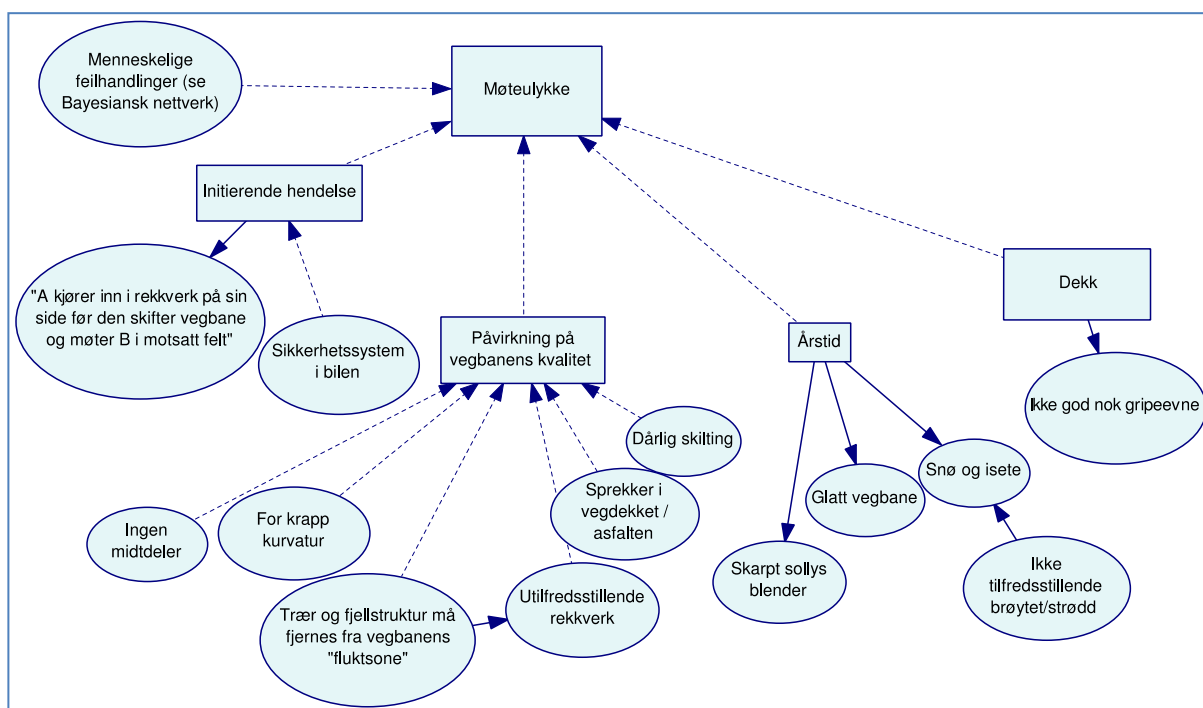 Menneskelige
feilhandlinger (se
Bayesiansk nettverk)
Møteulykke
Initierende hendelse
"A kjører inn i rekkverk på sin
side før den skifter vegbane
og møter B i motsatt felt"
Sikkerhetssystem
i bilen
Påvirkning på
vegbanens kvalitet
Årstid
Dekk
Ikke god nok gripeevne
Dårlig skilting
Snø og isete
Glatt vegbane
Sprekker i
vegdekket /
asfalten
For krapp
kurvatur
Ingen
midtdeler
Skarpt sollys
blender
Ikke
tilfredsstillende
brøytet/strødd
Utilfredsstillende
rekkverk
Trær og fjellstruktur må
fjernes fra vegbanens
"fluktsone"